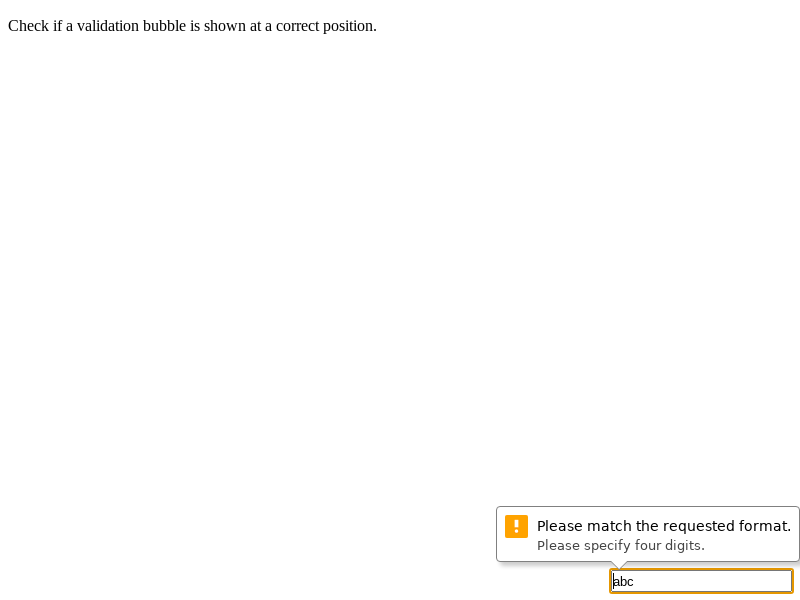 Check if a validation bubble is shown at a correct position.
Please match the requested format.
Please specify four digits.
abc